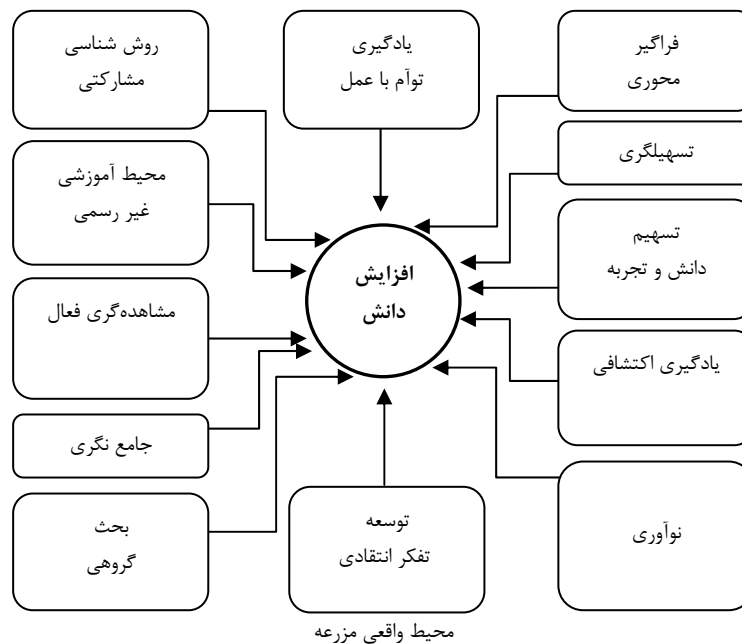 فراگیر
محوری
یادگیری
توآم با عمل
روش شناسی
مشارکتی
تسهیلگری
محیط آموزشی
غیر رسمی
تسهیم
دانش و تجربه
افزایش
دانش
مشاهده‌گری فعال
یادگیری اکتشافی
جامع نگری
نوآوری
توسعه
تفکر انتقادی
بحث
گروهی
محیط واقعی مزرعه